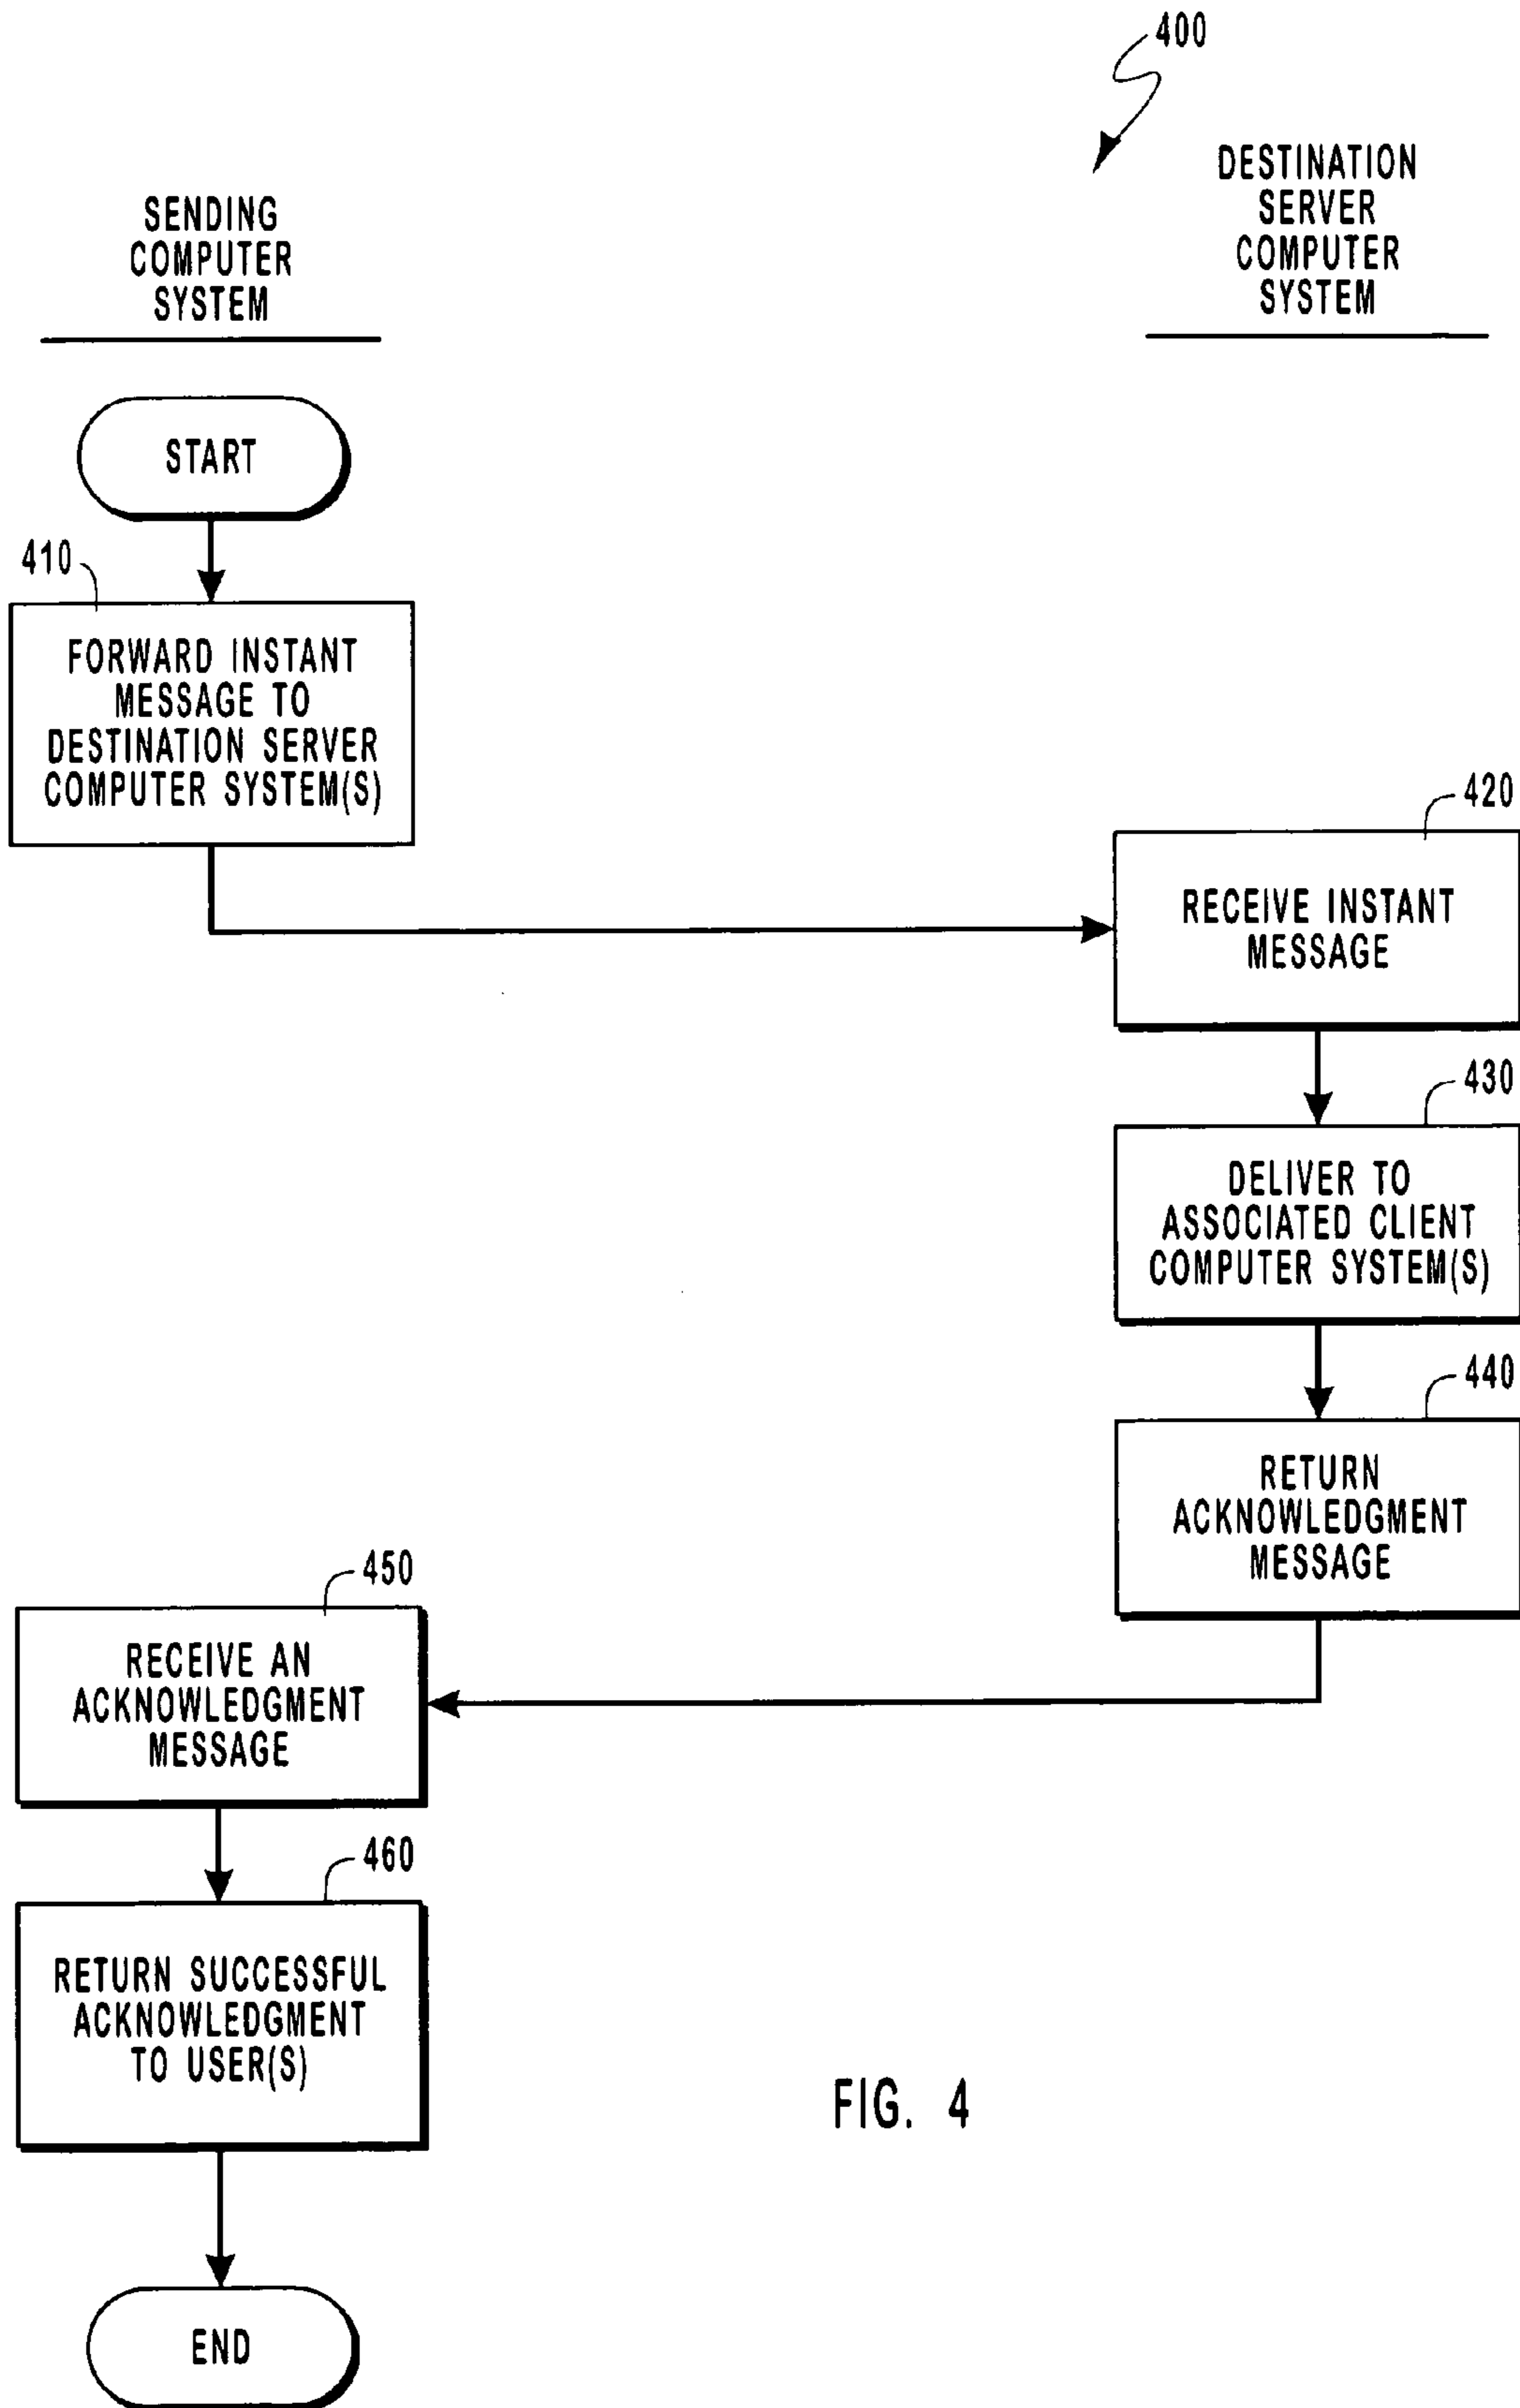 400
SENDING
COMPUTER
SYSTEM
DESTINATION
SERVER
COMPUTER
SYSTEM
START
410
FORWARD INSTANT
MESSAGE TO
DESTINATION SERVER
COMPUTER SYSTEM(S)
420
RECEIVE INSTANT
MESSAGE
430
DELIVER TO
ASSOCIATED CLIENT
COMPUTER SYSTEM(S)
440
RETURN
ACKNOWLEDGMENT
MESSAGE
450
RECEIVE AN
ACKNOWLEDGMENT
MESSAGE
460
RETURN SUCCESSFUL
ACKNOWLEDGMENT
TO USER(S)
END
FIG. 4